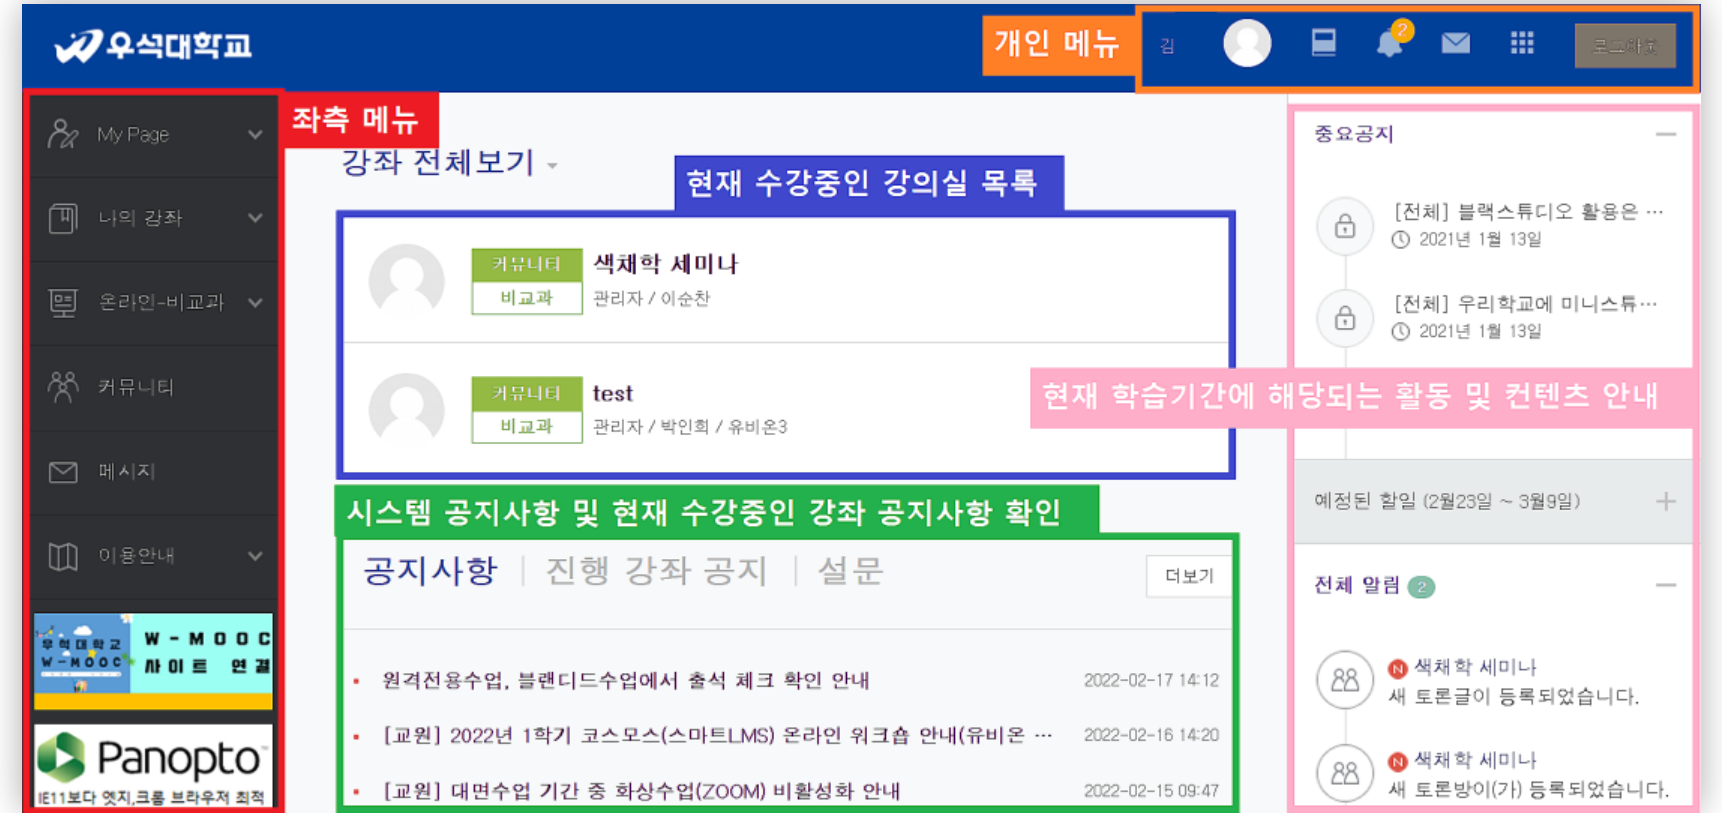 우석대학교
개인 메뉴
김
2
로그아웃
좌측 메뉴
My Page
나의 강좌
온라인-비교과
커뮤니티
메시지
이용안내
우석대학교
W-MOOC
W - M O O C
사이트 연결
Panopto
IE11보다 엣지,크롬 브라우저 최적
강좌 전체보기
현재 수강중인 강의실 목록
커뮤니티
비교과
색채학 세미나
관리자 / 이순찬
커뮤니티
비교과
test
관리자 / 박인희 / 유비온3
시스템 공지사항 및 현재 수강중인 강좌 공지사항 확인
공지사항 | 진행 강좌 공지 | 설문
더보기
원격전용수업, 블랜디드수업에서 출석 체크 확인 안내 2022-02-17 14:12
[교원] 2022년 1학기 코스모스(스마트LMS) 온라인 워크숍 안내(유비온 … 2022-02-16 14:20
[교원] 대면수업 기간 중 화상수업(ZOOM) 비활성화 안내 2022-02-15 09:47
중요공지
[전체] 블랙스튜디오 활용은 …
2021년 1월 13일
[전체] 우리학교에 미니스튜…
2021년 1월 13일
현재 학습기간에 해당되는 활동 및 컨텐츠 안내
예정된 할일 (2월23일 ~ 3월9일)
전체 알림 2
N 색채학 세미나
새 토론글이 등록되었습니다.
N 색채학 세미나
새 토론방이(가) 등록되었습니다.